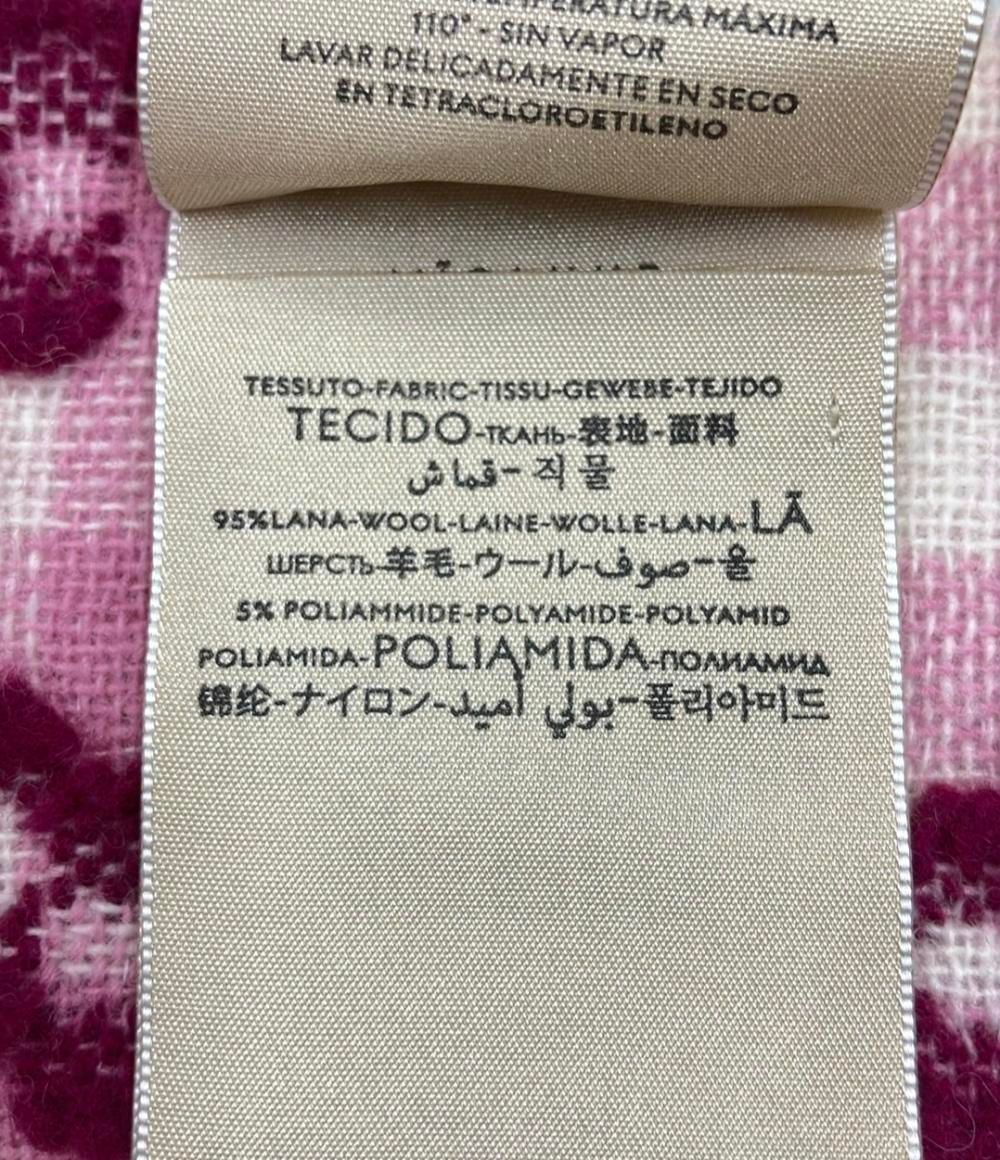 TEMPERATURA MÁXIMA
110° - SIN VAPOR
LAVAR DELICADAMENTE EN SECO
EN TETRACLOROETILENO
TESSUTO-FABRIC-TISSU-GEWEBE-TEJIDO
TECIDO-ТКАНЬ-表地-面料
قماش-직물
95%LANA-WOOL-LAINE-WOLLE-LANA-LÃ
ШЕРСТЬ-羊毛-ウール-صوف-울
5% POLIAMMIDE-POLYAMIDE-POLYAMID
POLIAMIDA-POLIAMIDA-ПОЛИАМИД
锦纶-ナイロン-بولي أميد-폴리아미드